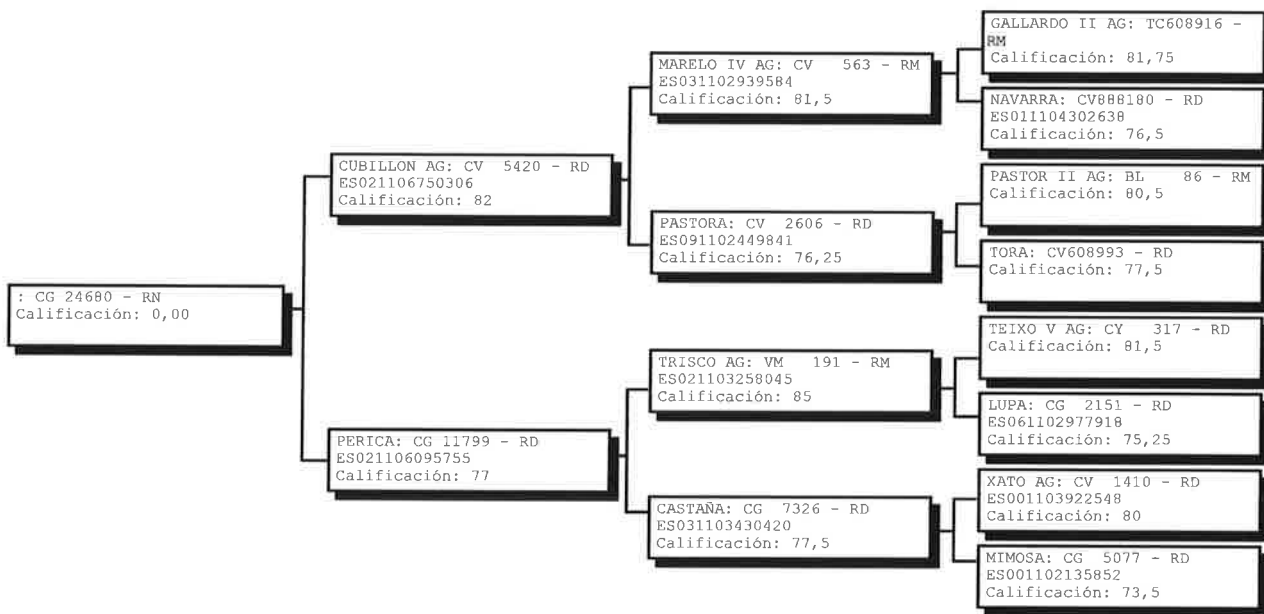 : CG 24680 - RN
Calificación: 0,00
CUBILLON AG: CV 5420 - RD
ES021106750306
Calificación: 82
PERICA: CG 11799 - RD
ES021106095755
Calificación: 77
MARELO IV AG: CV 563 - RM
ES031102939584
Calificación: 81,5
PASTORA: CV 2606 - RD
ES091102449841
Calificación: 76,25
TRISCO AG: VM 191 - RM
ES021103258045
Calificación: 85
CASTAÑA: CG 7326 - RD
ES031103430420
Calificación: 77,5
GALLARDO II AG: TC608916 -
RM
Calificación: 81,75
NAVARRA: CV888180 - RD
ES011104302638
Calificación: 76,5
PASTOR II AG: BL 86 - RM
Calificación: 80,5
TORA: CV608993 - RD
Calificación: 77,5
TEIXO V AG: CY 317 - RD
Calificación: 81,5
LUPA: CG 2151 - RD
ES061102977918
Calificación: 75,25
XATO AG: CV 1410 - RD
ES001103922548
Calificación: 80
MIMOSA: CG 5077 - RD
ES001102135852
Calificación: 73,5